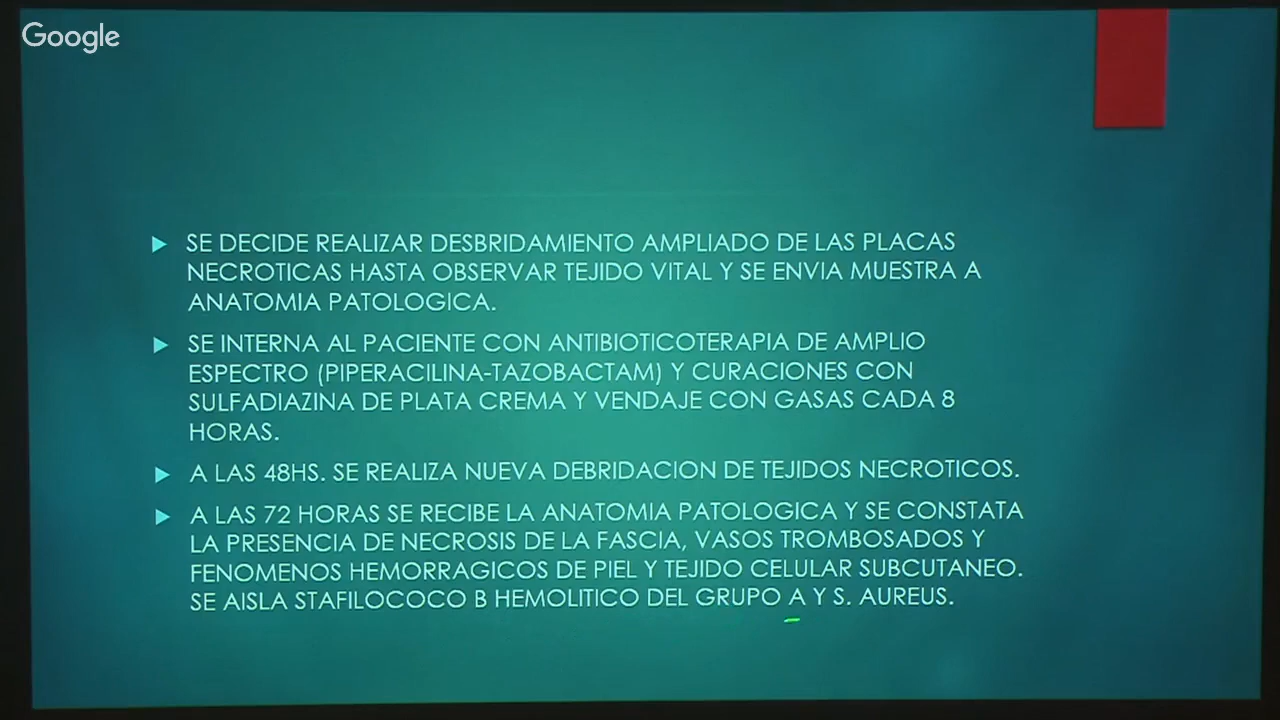 Google
SE DECIDE REALIZAR DESBRIDAMIENTO AMPLIADO DE LAS PLACAS
NECROTICAS HASTA OBSERVAR TEJIDO VITAL Y SE ENVIA MUESTRA A
ANATOMIA PATOLOGICA.
SE INTERNA AL PACIENTE CON ANTIBIOTICOTERAPIA DE AMPLIO
ESPECTRO (PIPERACILINA-TAZOBACTAM) Y CURACIONES CON
SULFADIAZINA DE PLATA CREMA Y VENDAJE CON GASAS CADA 8
HORAS.
A LAS 48HS. SE REALIZA NUEVA DEBRIDACION DE TEJIDOS NECROTICOS.
A LAS 72 HORAS SE RECIBE LA ANATOMIA PATOLOGICA Y SE CONSTATA
LA PRESENCIA DE NECROSIS DE LA FASCIA, VASOS TROMBOSADOS Y
FENOMENOS HEMORRAGICOS DE PIEL Y TEJIDO CELULAR SUBCUTANEO.
SE AISLA STAFILOCOCO B HEMOLITICO DEL GRUPO A Y S. AUREUS.